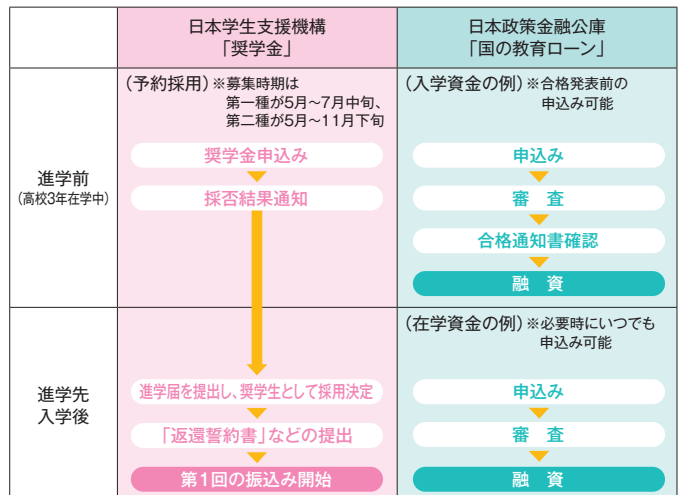 日本学生支援機構
「奨学金」
日本政策金融公庫
「国の教育ローン」
進学前
(高校3年在学中)
(予約採用)※募集時期は
第一種が5月~7月中旬、
第二種が5月~11月下旬
奨学金申込み
採否結果通知
(入学資金の例)※合格発表前の
申込み可能
申込み
審 査
合格通知書確認
融 資
進学先
入学後
進学届を提出し、奨学生として採用決定
「返還誓約書」などの提出
第1回の振込み開始
(在学資金の例)※必要時にいつでも
申込み可能
申込み
審 査
融 資